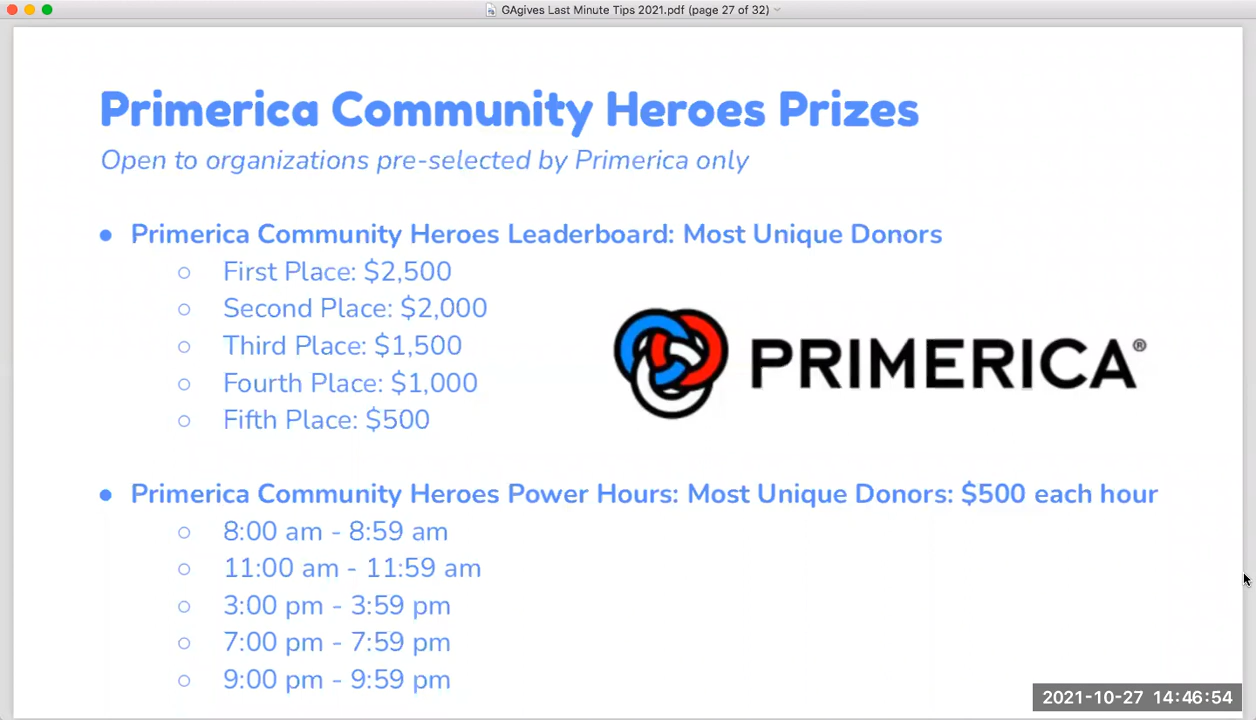 GAgives Last Minute Tips 2021.pdf (page 27 of 32)
Primerica Community Heroes Prizes
Open to organizations pre-selected by Primerica only
● Primerica Community Heroes Leaderboard: Most Unique Donors
○ First Place: $2,500
○ Second Place: $2,000
○ Third Place: $1,500
○ Fourth Place: $1,000
○ Fifth Place: $500
PRIMERICA®
● Primerica Community Heroes Power Hours: Most Unique Donors: $500 each hour
○ 8:00 am - 8:59 am
○ 11:00 am - 11:59 am
○ 3:00 pm - 3:59 pm
○ 7:00 pm - 7:59 pm
○ 9:00 pm - 9:59 pm
2021-10-27 14:46:54